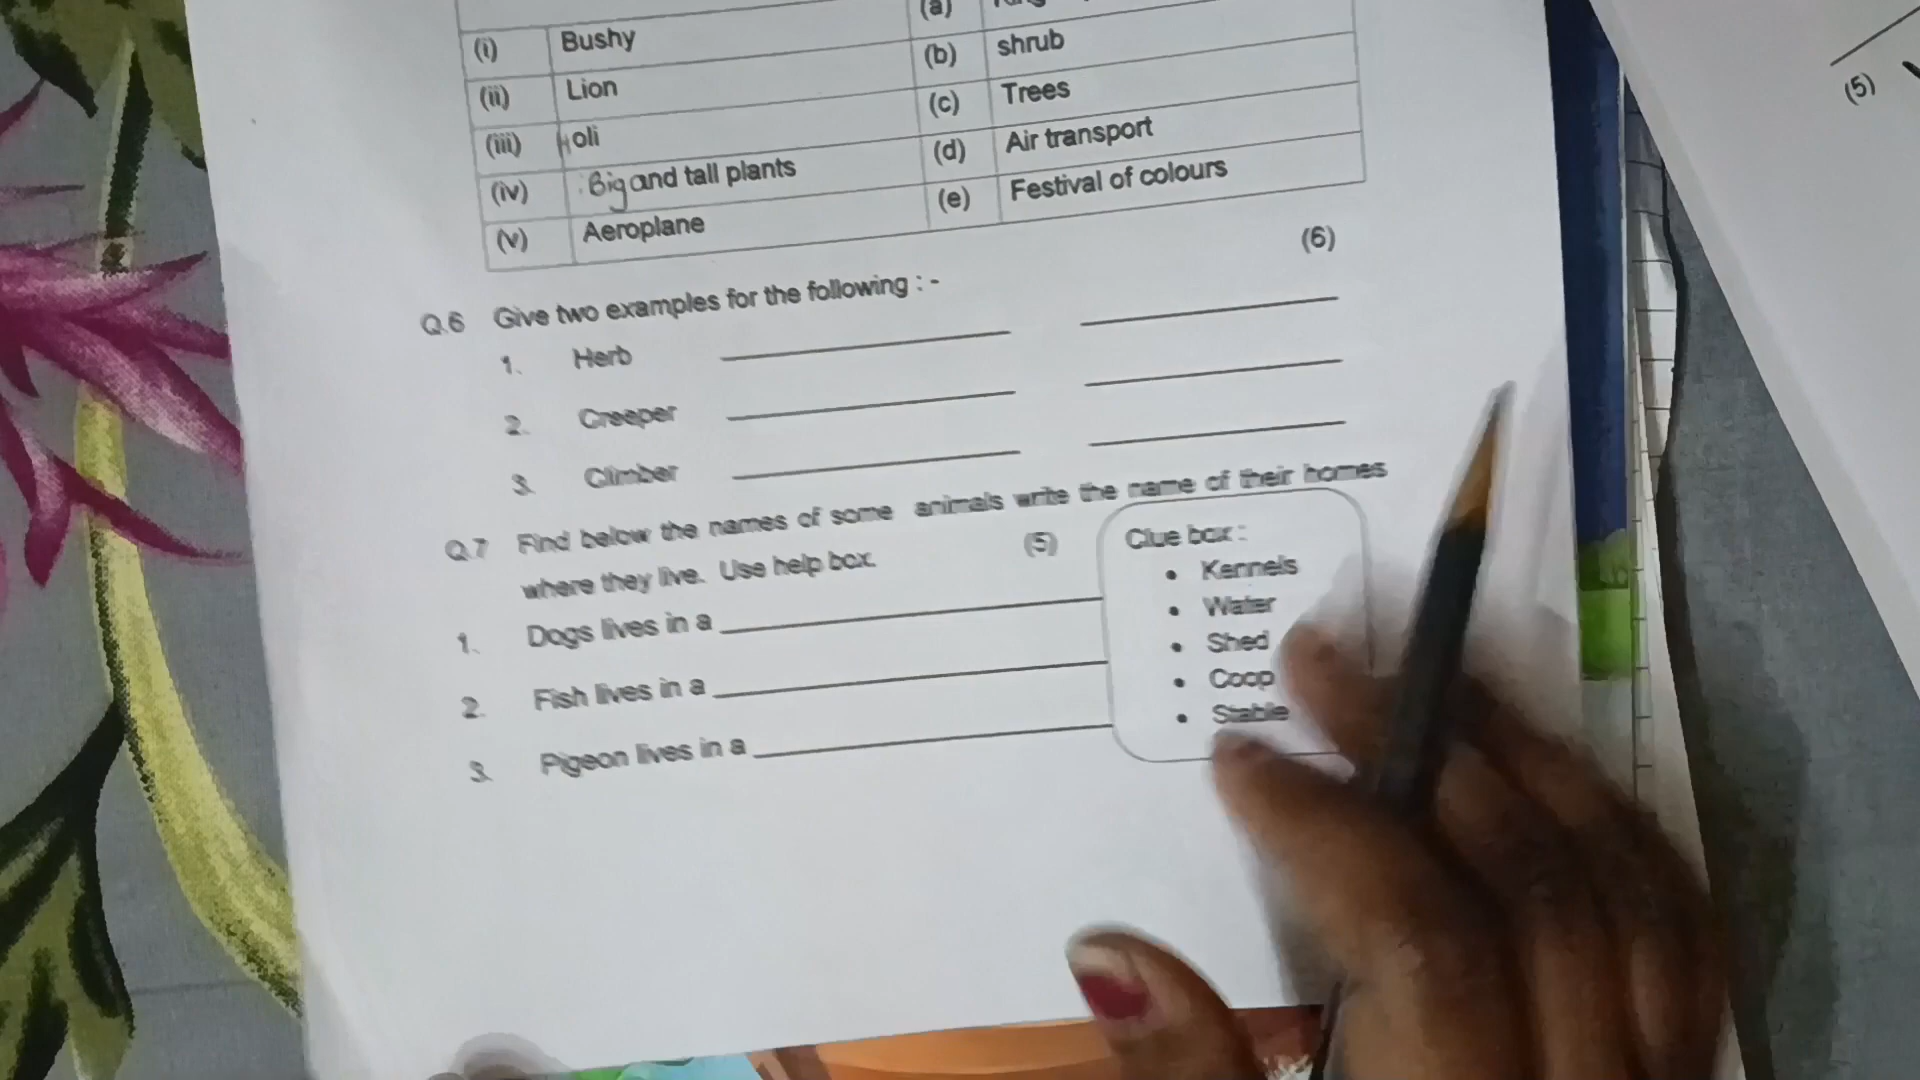 (a)
(i) Bushy (b) shrub
(ii) Lion (c) Trees
(iii) Holi (d) Air transport
(iv) Big and tall plants (e) Festival of colours
(v) Aeroplane
(6)
Q.6 Give two examples for the following : -
1. Herb
2. Creeper
3. Climber
Q.7 Find below the names of some animals write the name of their homes
where they live. Use help box. (5)
1. Dogs lives in a
2. Fish lives in a
3. Pigeon lives in a
Clue box :
• Kennels
• Water
• Shed
• Coop
• Stable
(5)